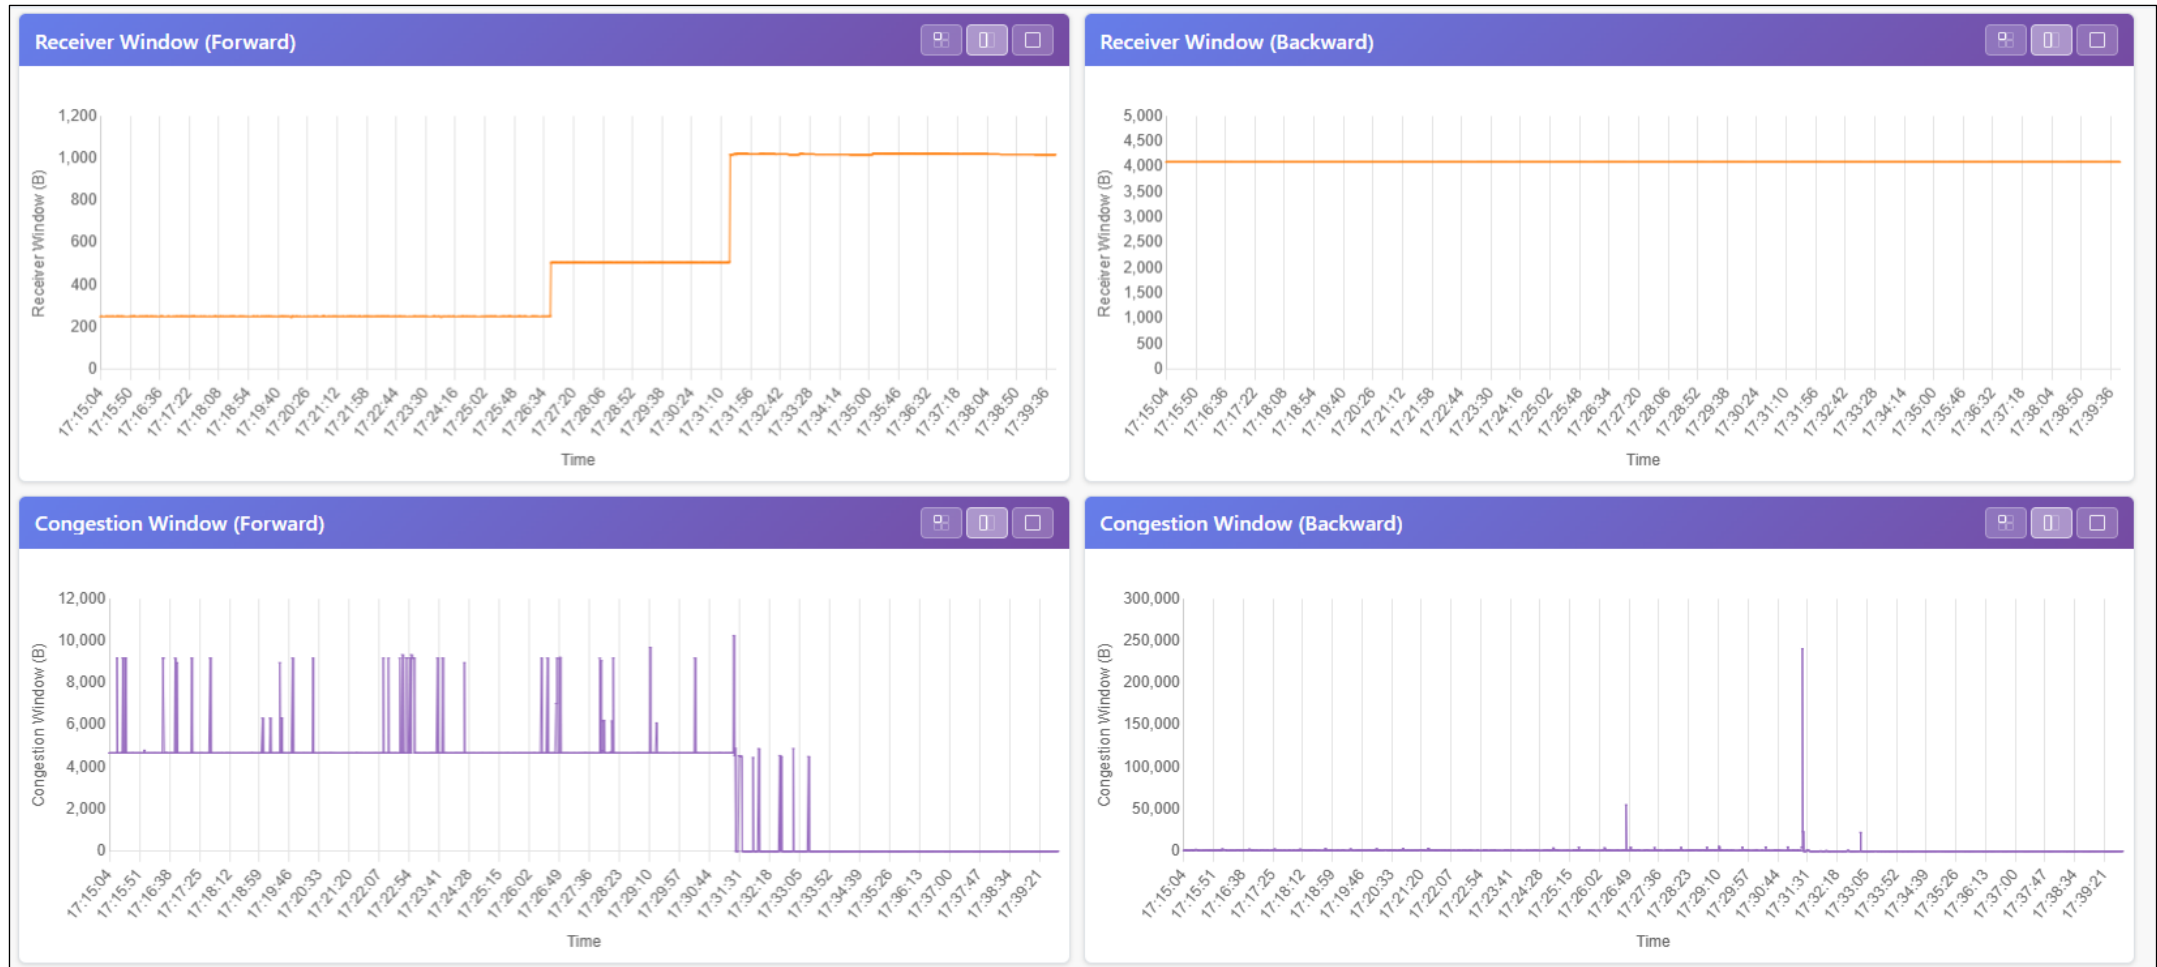 Receiver Window (Forward)
1,200
1,000
800
600
400
200
0
Receiver Window (B)
17:15:04 17:15:50 17:16:36 17:17:22 17:18:08 17:18:54 17:19:40 17:20:26 17:21:12 17:21:58 17:22:44 17:23:30 17:24:16 17:25:02 17:25:48 17:26:34 17:27:20 17:28:06 17:28:52 17:29:38 17:30:24 17:31:10 17:31:56 17:32:42 17:33:28 17:34:14 17:35:00 17:35:46 17:36:32 17:37:18 17:38:04 17:38:50 17:39:36
Time
Receiver Window (Backward)
5,000
4,500
4,000
3,500
3,000
2,500
2,000
1,500
1,000
500
0
Receiver Window (B)
17:15:04 17:15:50 17:16:36 17:17:22 17:18:08 17:18:54 17:19:40 17:20:26 17:21:12 17:21:58 17:22:44 17:23:30 17:24:16 17:25:02 17:25:48 17:26:34 17:27:20 17:28:06 17:28:52 17:29:38 17:30:24 17:31:10 17:31:56 17:32:42 17:33:28 17:34:14 17:35:00 17:35:46 17:36:32 17:37:18 17:38:04 17:38:50 17:39:36
Time
Congestion Window (Forward)
12,000
10,000
8,000
6,000
4,000
2,000
0
Congestion Window (B)
17:15:04 17:15:51 17:16:38 17:17:25 17:18:12 17:18:59 17:19:46 17:20:33 17:21:20 17:22:07 17:22:54 17:23:41 17:24:28 17:25:15 17:26:02 17:26:49 17:27:36 17:28:23 17:29:10 17:29:57 17:30:44 17:31:31 17:32:18 17:33:05 17:33:52 17:34:39 17:35:26 17:36:13 17:37:00 17:37:47 17:38:34 17:39:21
Time
Congestion Window (Backward)
300,000
250,000
200,000
150,000
100,000
50,000
0
Congestion Window (B)
17:15:04 17:15:51 17:16:38 17:17:25 17:18:12 17:18:59 17:19:46 17:20:33 17:21:20 17:22:07 17:22:54 17:23:41 17:24:28 17:25:15 17:26:02 17:26:49 17:27:36 17:28:23 17:29:10 17:29:57 17:30:44 17:31:31 17:32:18 17:33:05 17:33:52 17:34:39 17:35:26 17:36:13 17:37:00 17:37:47 17:38:34 17:39:21
Time